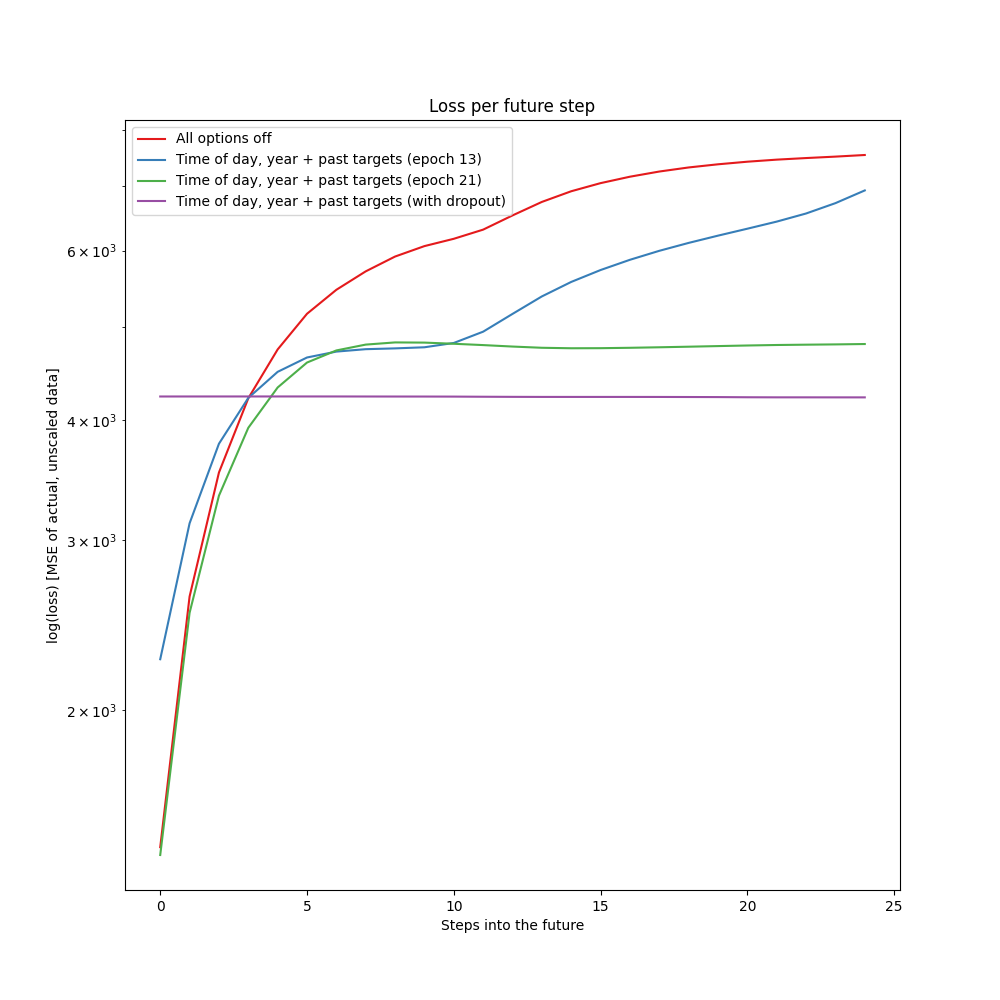 Loss per future step
All options off
Time of day, year + past targets (epoch 13)
Time of day, year + past targets (epoch 21)
Time of day, year + past targets (with dropout)
6 × 10³
4 × 10³
3 × 10³
2 × 10³
log(loss) [MSE of actual, unscaled data]
0 5 10 15 20 25
Steps into the future